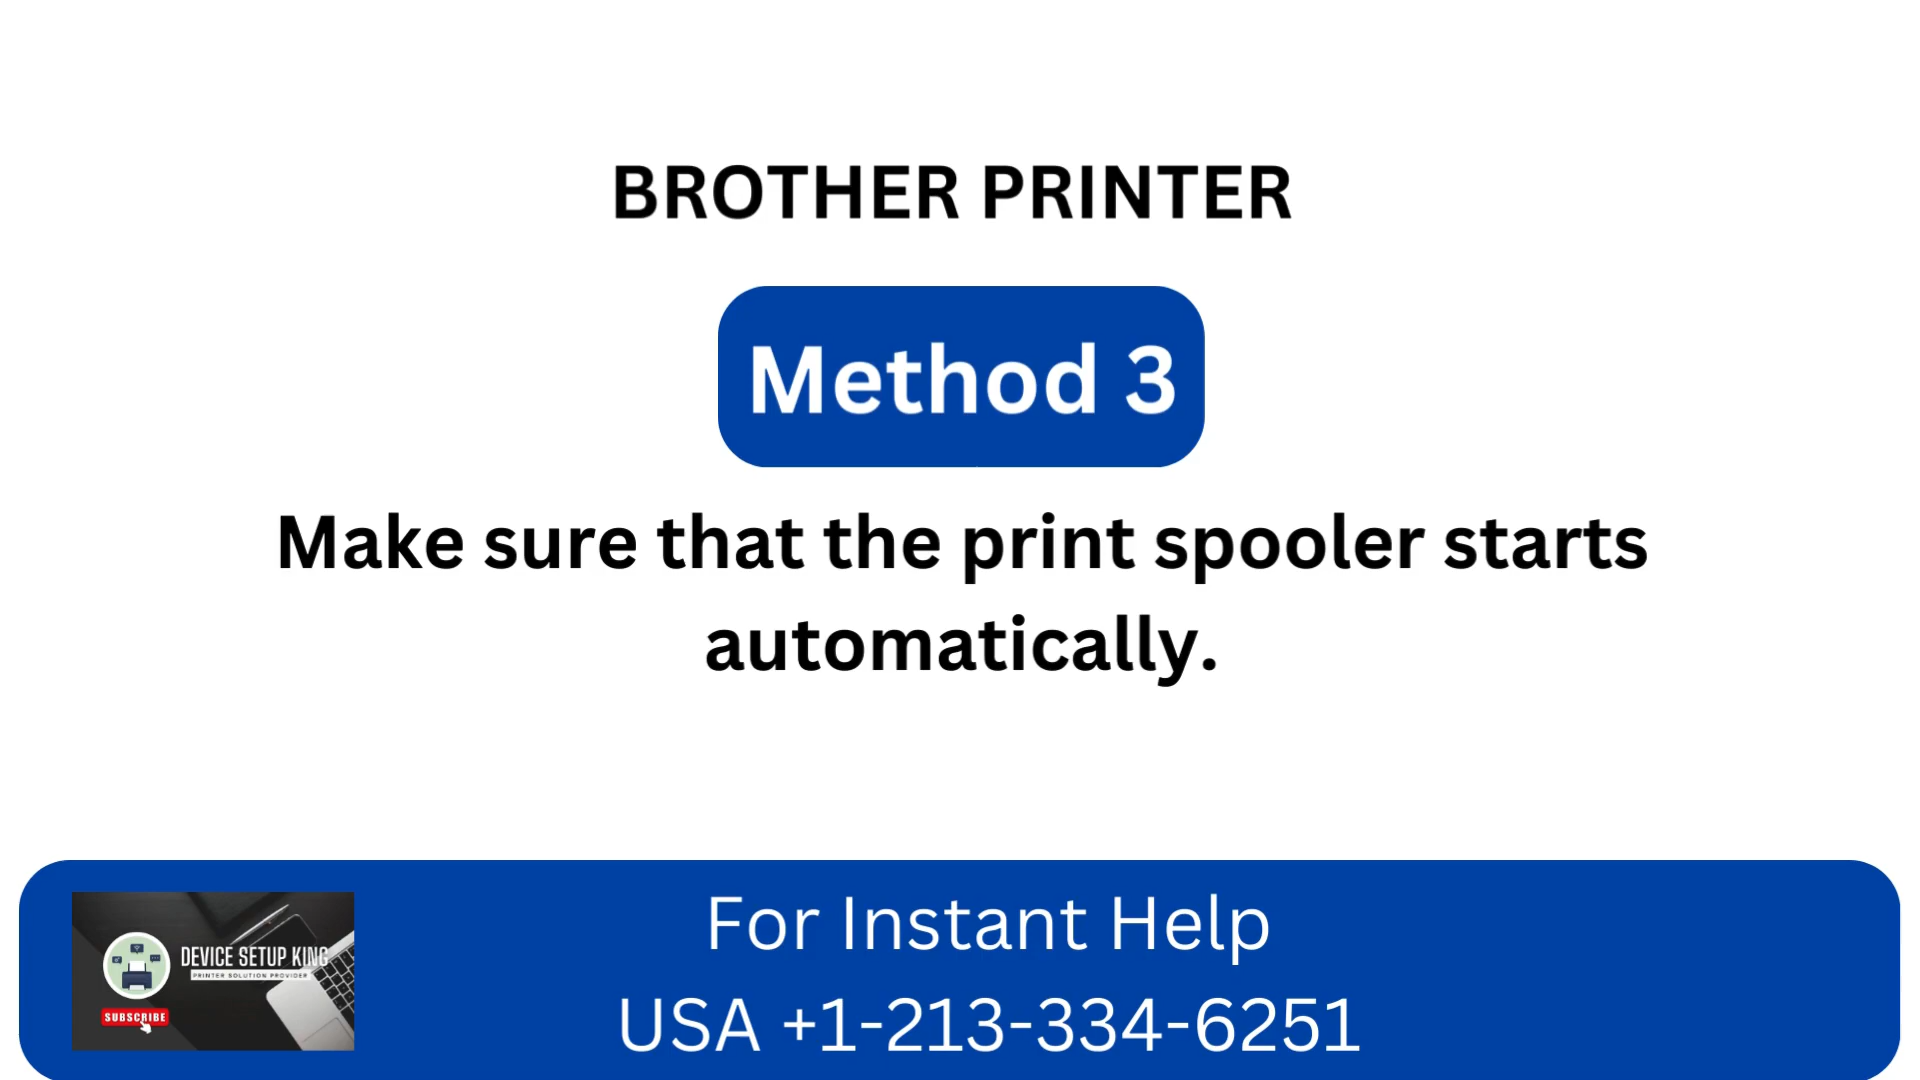 BROTHER PRINTER
Method 3
Make sure that the print spooler starts
automatically.
For Instant Help
USA +1-213-334-6251
DEVICE SETUP KING
PRINTER SOLUTION PROVIDER
SUBSCRIBE